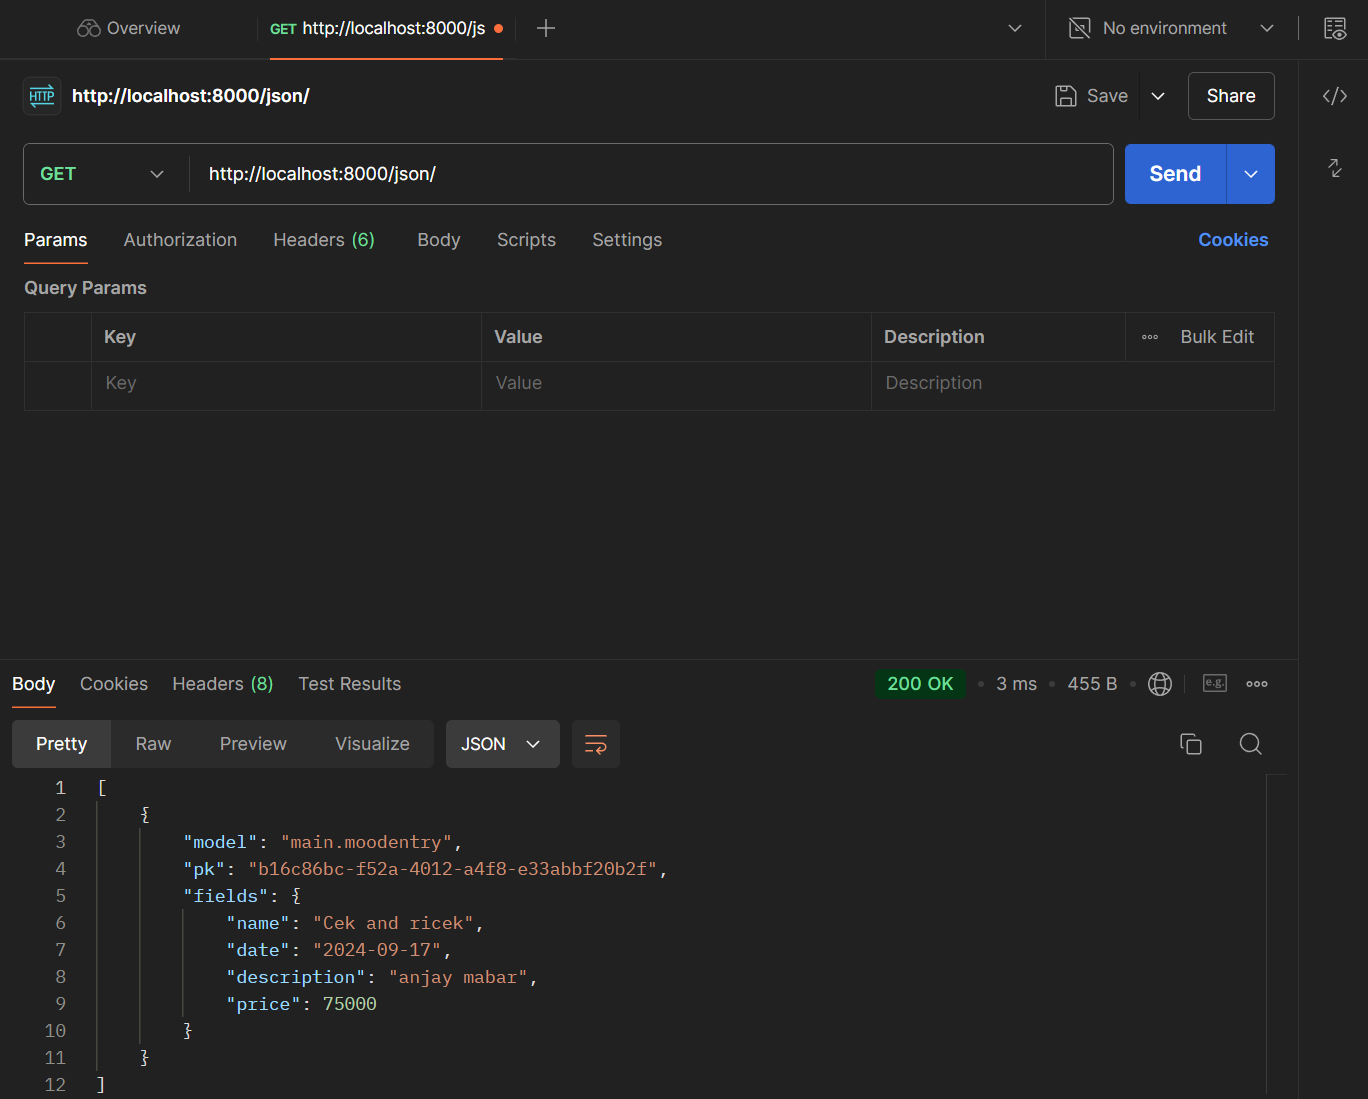 Overview
GET http://localhost:8000/js
No environment
HTTP
http://localhost:8000/json/
Save
Share
GET
http://localhost:8000/json/
Send
Params
Authorization
Headers (6)
Body
Scripts
Settings
Cookies
Query Params
Key
Value
Description
Bulk Edit
Key
Value
Description
Body
Cookies
Headers (8)
Test Results
200 OK
3 ms
455 B
e.g.
Pretty
Raw
Preview
Visualize
JSON
1 [
2 {
3 "model": "main.moodentry",
4 "pk": "b16c86bc-f52a-4012-a4f8-e33abbf20b2f",
5 "fields": {
6 "name": "Cek and ricek",
7 "date": "2024-09-17",
8 "description": "anjay mabar",
9 "price": 75000
10 }
11 }
12 ]